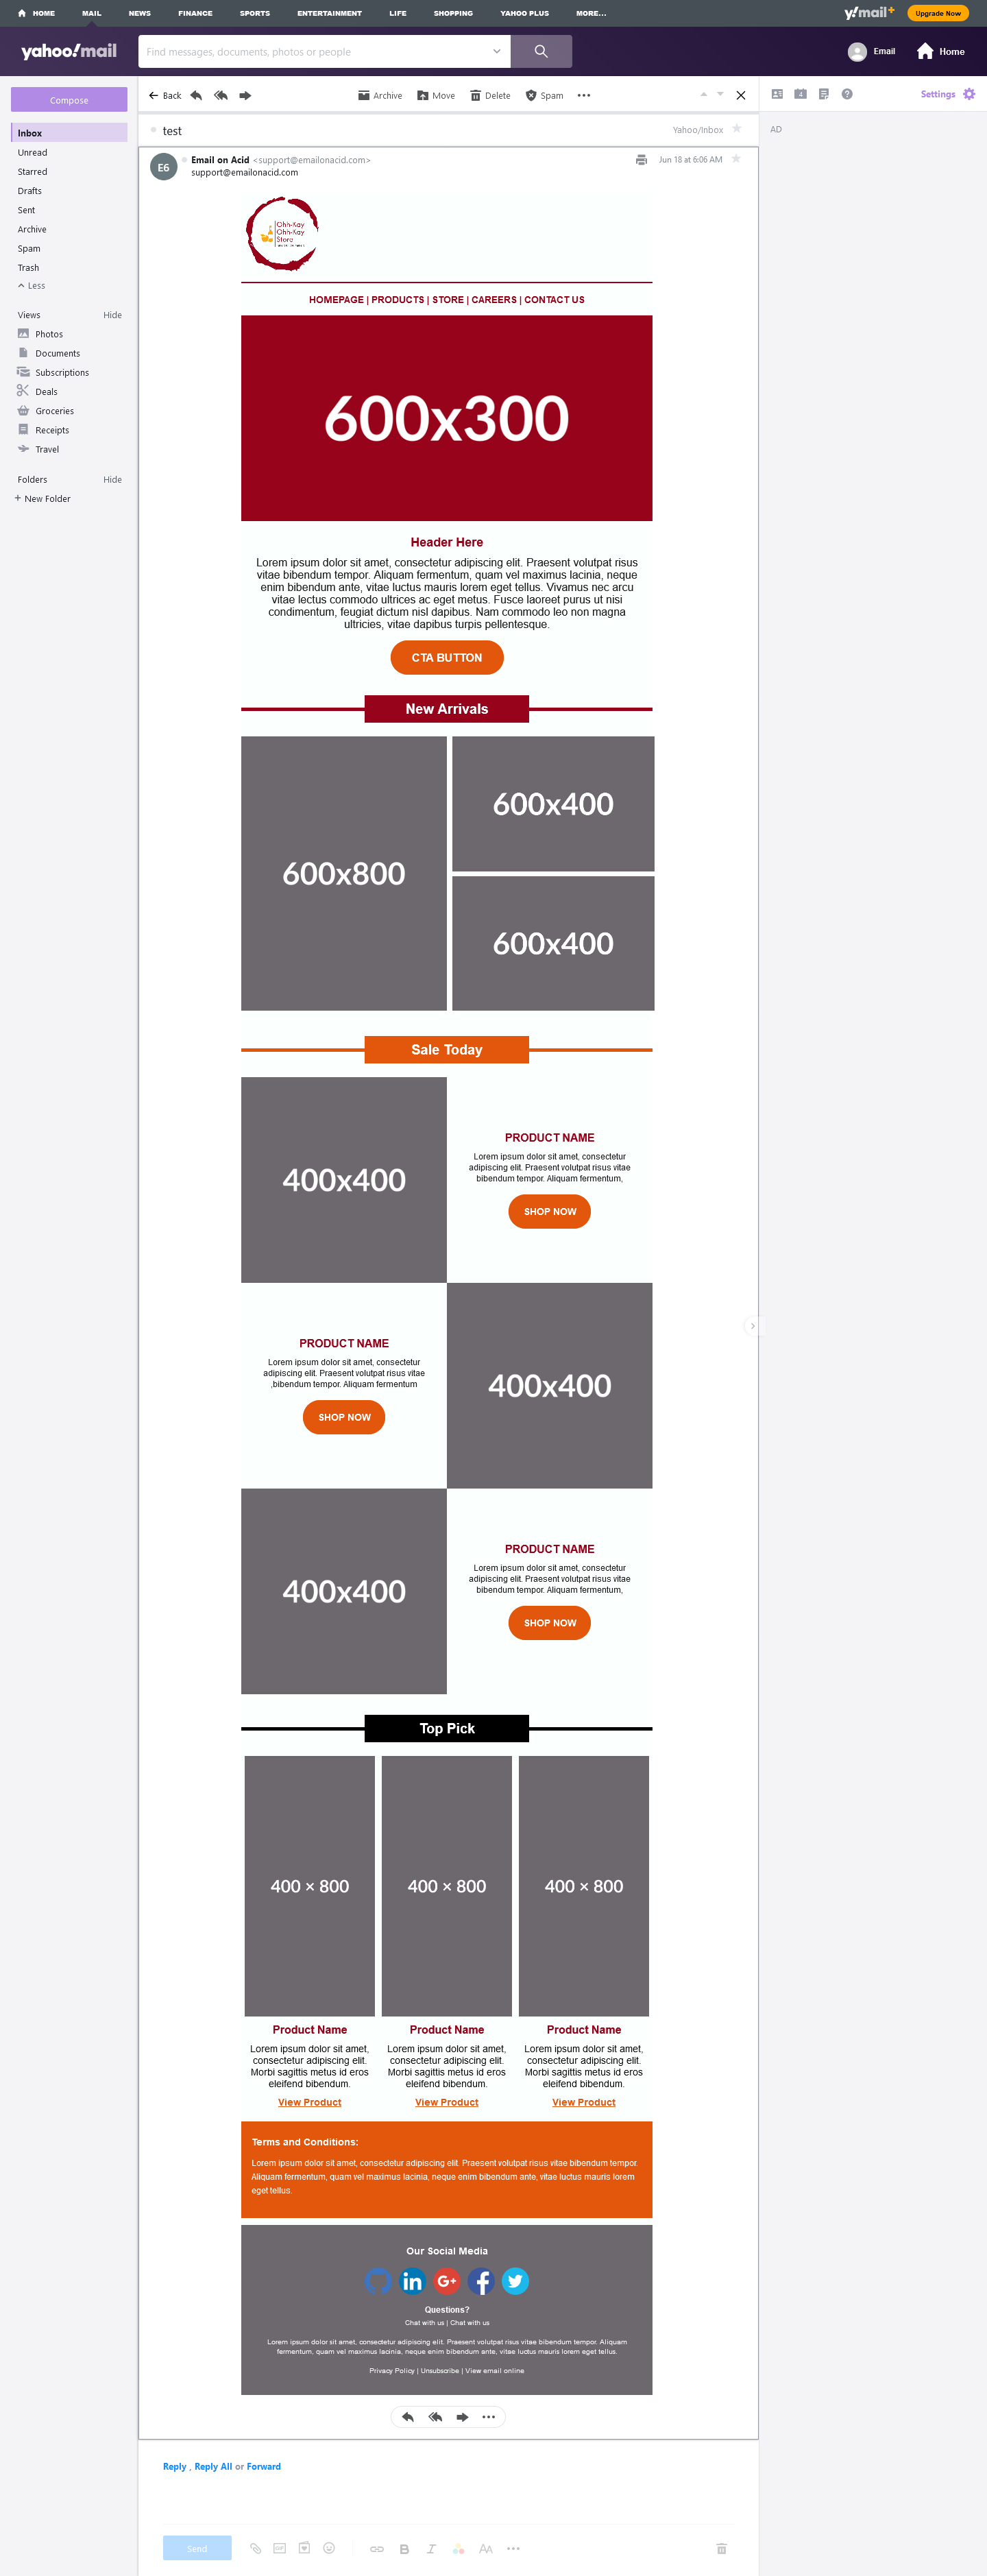 HOME MAIL NEWS FINANCE SPORTS ENTERTAINMENT LIFE SHOPPING YAHOO PLUS MORE... y!mail+ Upgrade Now
yahoo!mail Find messages, documents, photos or people Email Home
Compose
Inbox
Unread
Starred
Drafts
Sent
Archive
Spam
Trash
Less
Views Hide
Photos
Documents
Subscriptions
Deals
Groceries
Receipts
Travel
Folders Hide
+ New Folder
Back Archive Move Delete Spam
Settings
AD
test Yahoo/Inbox
E6 Email on Acid <support@emailonacid.com> Jun 18 at 6:06 AM
support@emailonacid.com
Ohh-Kay
Ohh-Kay
Store
HOMEPAGE | PRODUCTS | STORE | CAREERS | CONTACT US
600x300
Header Here
Lorem ipsum dolor sit amet, consectetur adipiscing elit. Praesent volutpat risus
vitae bibendum tempor. Aliquam fermentum, quam vel maximus lacinia, neque
enim bibendum ante, vitae luctus mauris lorem eget tellus. Vivamus nec arcu
vitae lectus commodo ultrices ac eget metus. Fusce laoreet purus ut nisi
condimentum, feugiat dictum nisl dapibus. Nam commodo leo non magna
ultricies, vitae dapibus turpis pellentesque.
CTA BUTTON
New Arrivals
600x800
600x400
600x400
Sale Today
400x400
PRODUCT NAME
Lorem ipsum dolor sit amet, consectetur
adipiscing elit. Praesent volutpat risus vitae
bibendum tempor. Aliquam fermentum,
SHOP NOW
PRODUCT NAME
Lorem ipsum dolor sit amet, consectetur
adipiscing elit. Praesent volutpat risus vitae
,bibendum tempor. Aliquam fermentum
SHOP NOW
400x400
400x400
PRODUCT NAME
Lorem ipsum dolor sit amet, consectetur
adipiscing elit. Praesent volutpat risus vitae
bibendum tempor. Aliquam fermentum,
SHOP NOW
Top Pick
400 × 800
400 × 800
400 × 800
Product Name
Lorem ipsum dolor sit amet,
consectetur adipiscing elit.
Morbi sagittis metus id eros
eleifend bibendum.
View Product
Product Name
Lorem ipsum dolor sit amet,
consectetur adipiscing elit.
Morbi sagittis metus id eros
eleifend bibendum.
View Product
Product Name
Lorem ipsum dolor sit amet,
consectetur adipiscing elit.
Morbi sagittis metus id eros
eleifend bibendum.
View Product
Terms and Conditions:
Lorem ipsum dolor sit amet, consectetur adipiscing elit. Praesent volutpat risus vitae bibendum tempor.
Aliquam fermentum, quam vel maximus lacinia, neque enim bibendum ante, vitae luctus mauris lorem
eget tellus.
Our Social Media
in G+ f
Questions?
Chat with us | Chat with us
Lorem ipsum dolor sit amet, consectetur adipiscing elit. Praesent volutpat risus vitae bibendum tempor. Aliquam
fermentum, quam vel maximus lacinia, neque enim bibendum ante, vitae luctus mauris lorem eget tellus.
Privacy Policy | Unsubscribe | View email online
Reply , Reply All or Forward
Send GIF B I AA